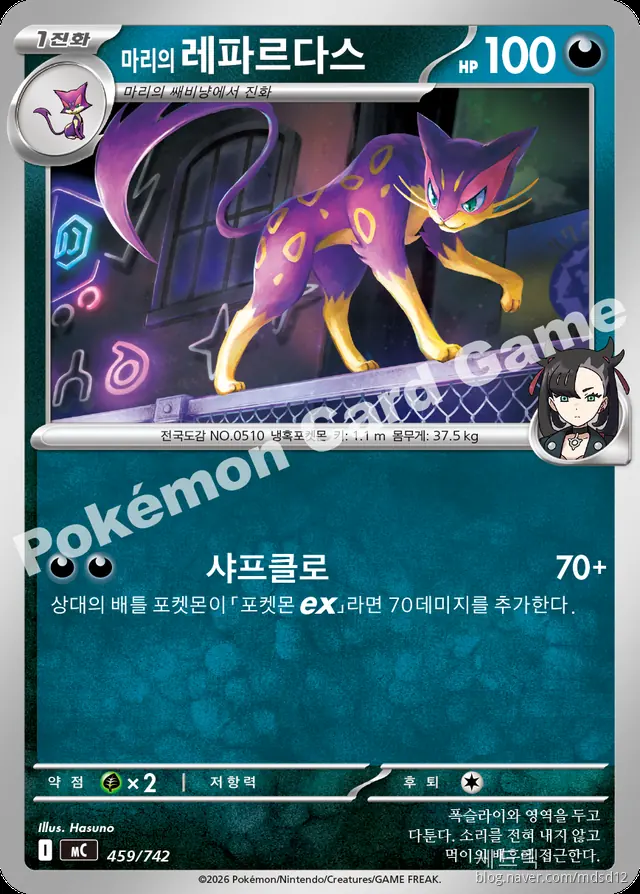 1진화
마리의 레파르다스
HP 100
마리의 쌔비냥에서 진화
전국도감 NO.0510 냉혹포켓몬 키: 1.1 m 몸무게: 37.5 kg
Pokémon Card Game
샤프클로 70+
상대의 배틀 포켓몬이 「포켓몬 ex」라면 70데미지를 추가한다.
약점 ×2 저항력 후퇴
Illus. Hasuno
폭슬라이와 영역을 두고
다툰다. 소리를 전혀 내지 않고
먹이의 배후로 접근한다.
I MC 459/742
©2026 Pokémon/Nintendo/Creatures/GAME FREAK.
blog.naver.com/mdsd12